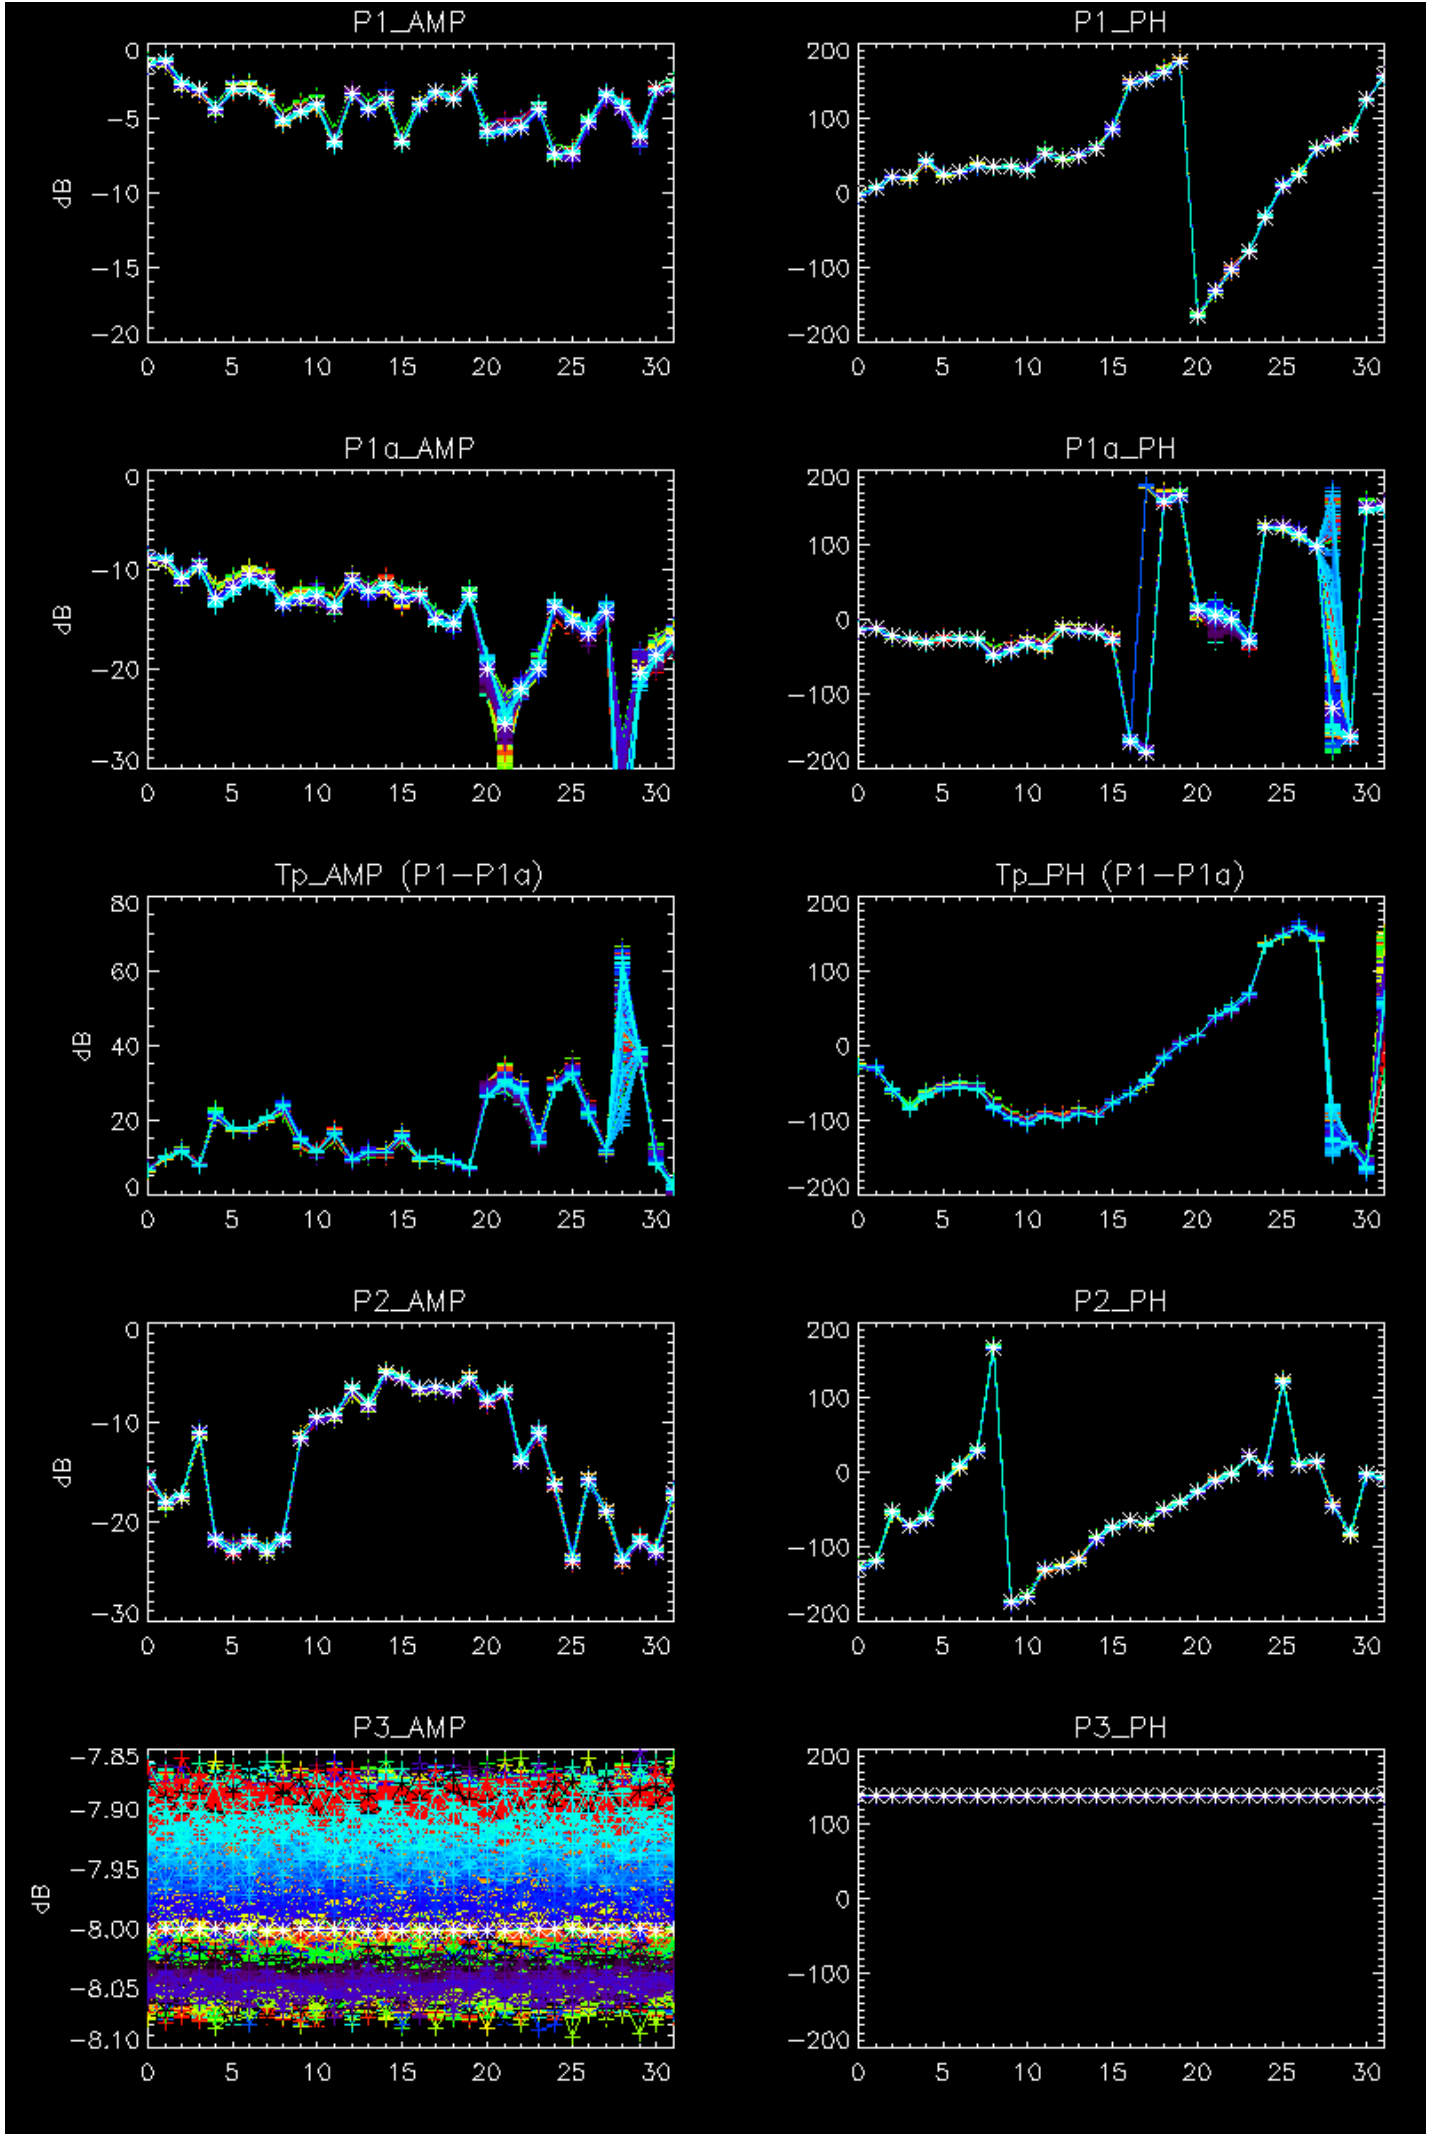 P1_AMP P1_PH
0 200
−5 100
dB −10 0
−15 −100
−20 −200
0 5 10 15 20 25 30 0 5 10 15 20 25 30
P1a_AMP P1a_PH
0 200
−10 100
dB 0
−20 −100
−30 −200
0 5 10 15 20 25 30 0 5 10 15 20 25 30
Tp_AMP (P1−P1a) Tp_PH (P1−P1a)
80 200
60 100
dB 40 0
20 −100
0 −200
0 5 10 15 20 25 30 0 5 10 15 20 25 30
P2_AMP P2_PH
0 200
−10 100
dB 0
−20 −100
−30 −200
0 5 10 15 20 25 30 0 5 10 15 20 25 30
P3_AMP P3_PH
−7.85 200
−7.90 100
−7.95
dB 0
−8.00
−8.05 −100
−8.10 −200
0 5 10 15 20 25 30 0 5 10 15 20 25 30